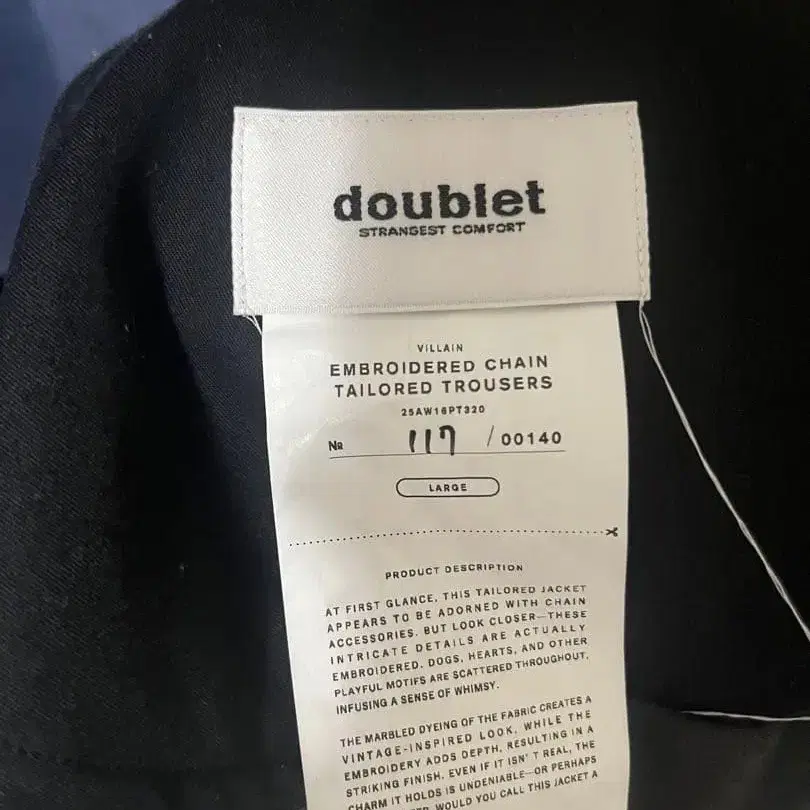 doublet
STRANGEST COMFORT
VILLAIN
EMBROIDERED CHAIN
TAILORED TROUSERS
25AW16PT320
№ 117 / 00140
LARGE
PRODUCT DESCRIPTION
AT FIRST GLANCE, THIS TAILORED JACKET
APPEARS TO BE ADORNED WITH CHAIN
ACCESSORIES. BUT LOOK CLOSER—THESE
INTRICATE DETAILS ARE ACTUALLY
EMBROIDERED. DOGS, HEARTS, AND OTHER
PLAYFUL MOTIFS ARE SCATTERED THROUGHOUT,
INFUSING A SENSE OF WHIMSY.
THE MARBLED DYEING OF THE FABRIC CREATES A
VINTAGE-INSPIRED LOOK, WHILE THE
EMBROIDERY ADDS DEPTH, RESULTING IN A
STRIKING FINISH. EVEN IF IT ISN' T REAL, THE
CHARM IT HOLDS IS UNDENIABLE—OR PERHAPS
WOULD YOU CALL THIS JACKET A